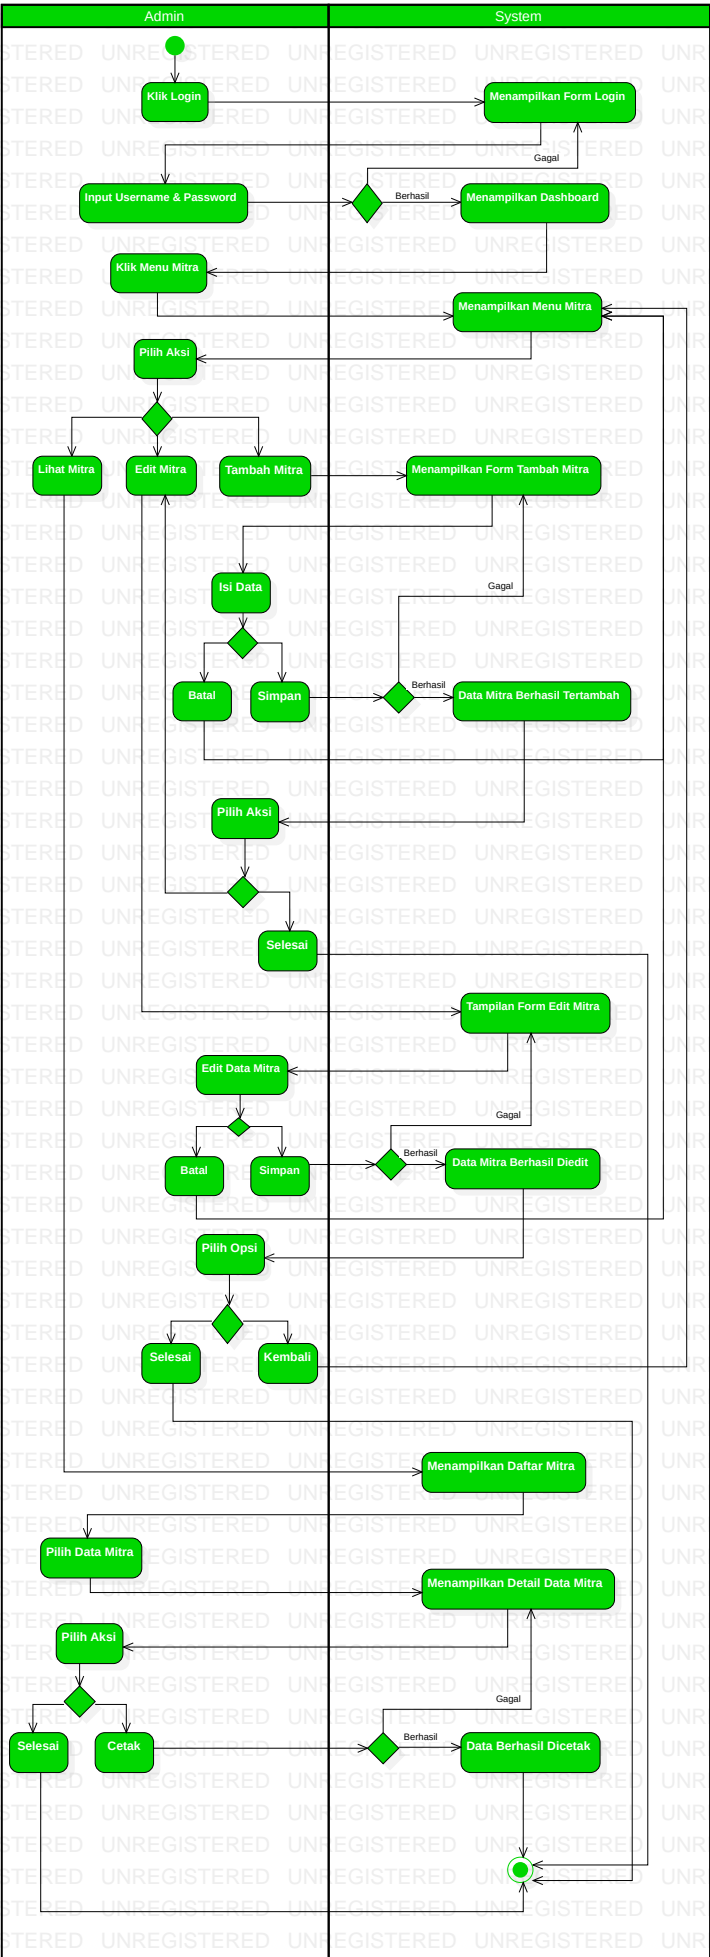 Admin
System
Klik Login
Menampilkan Form Login
Gagal
Input Username & Password
Berhasil
Menampilkan Dashboard
Klik Menu Mitra
Menampilkan Menu Mitra
Pilih Aksi
Lihat Mitra
Edit Mitra
Tambah Mitra
Menampilkan Form Tambah Mitra
Isi Data
Gagal
Batal
Simpan
Berhasil
Data Mitra Berhasil Tertambah
Pilih Aksi
Selesai
Tampilan Form Edit Mitra
Edit Data Mitra
Gagal
Batal
Simpan
Berhasil
Data Mitra Berhasil Diedit
Pilih Opsi
Selesai
Kembali
Menampilkan Daftar Mitra
Pilih Data Mitra
Menampilkan Detail Data Mitra
Pilih Aksi
Gagal
Selesai
Cetak
Berhasil
Data Berhasil Dicetak
UNREGISTERED